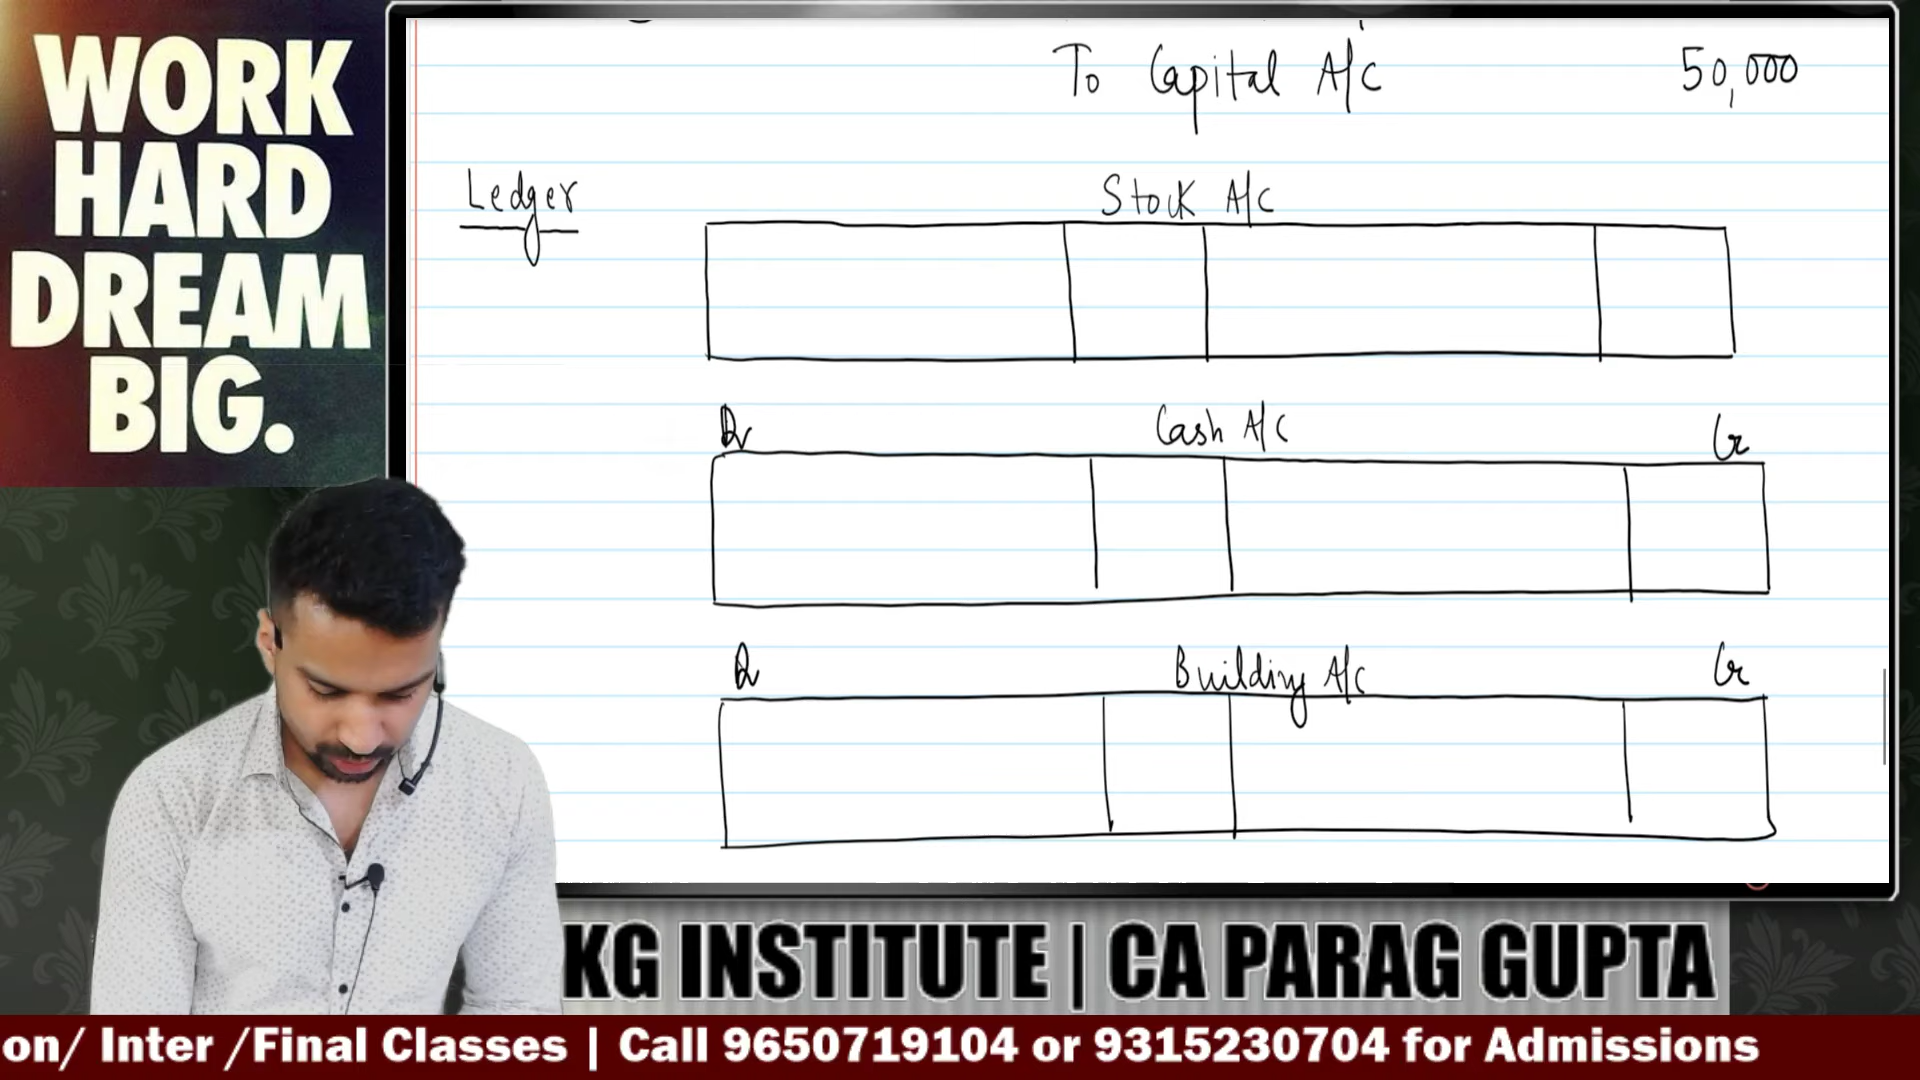 WORK
HARD
DREAM
BIG.
To Capital A/c 50,000
Ledger
Stock A/c
Dr Cash A/c Cr
Dr Building A/c Cr
KG INSTITUTE | CA PARAG GUPTA
on/ Inter /Final Classes | Call 9650719104 or 9315230704 for Admissions